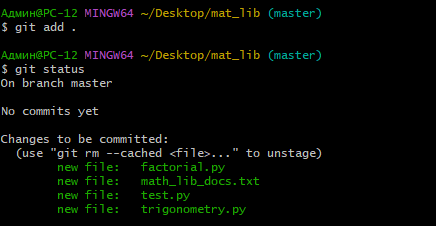 Админ@PC-12 MINGW64 ~/Desktop/mat_lib (master)
$ git add .
Админ@PC-12 MINGW64 ~/Desktop/mat_lib (master)
$ git status
On branch master
No commits yet
Changes to be committed:
  (use "git rm --cached <file>..." to unstage)
        new file:   factorial.py
        new file:   math_lib_docs.txt
        new file:   test.py
        new file:   trigonometry.py